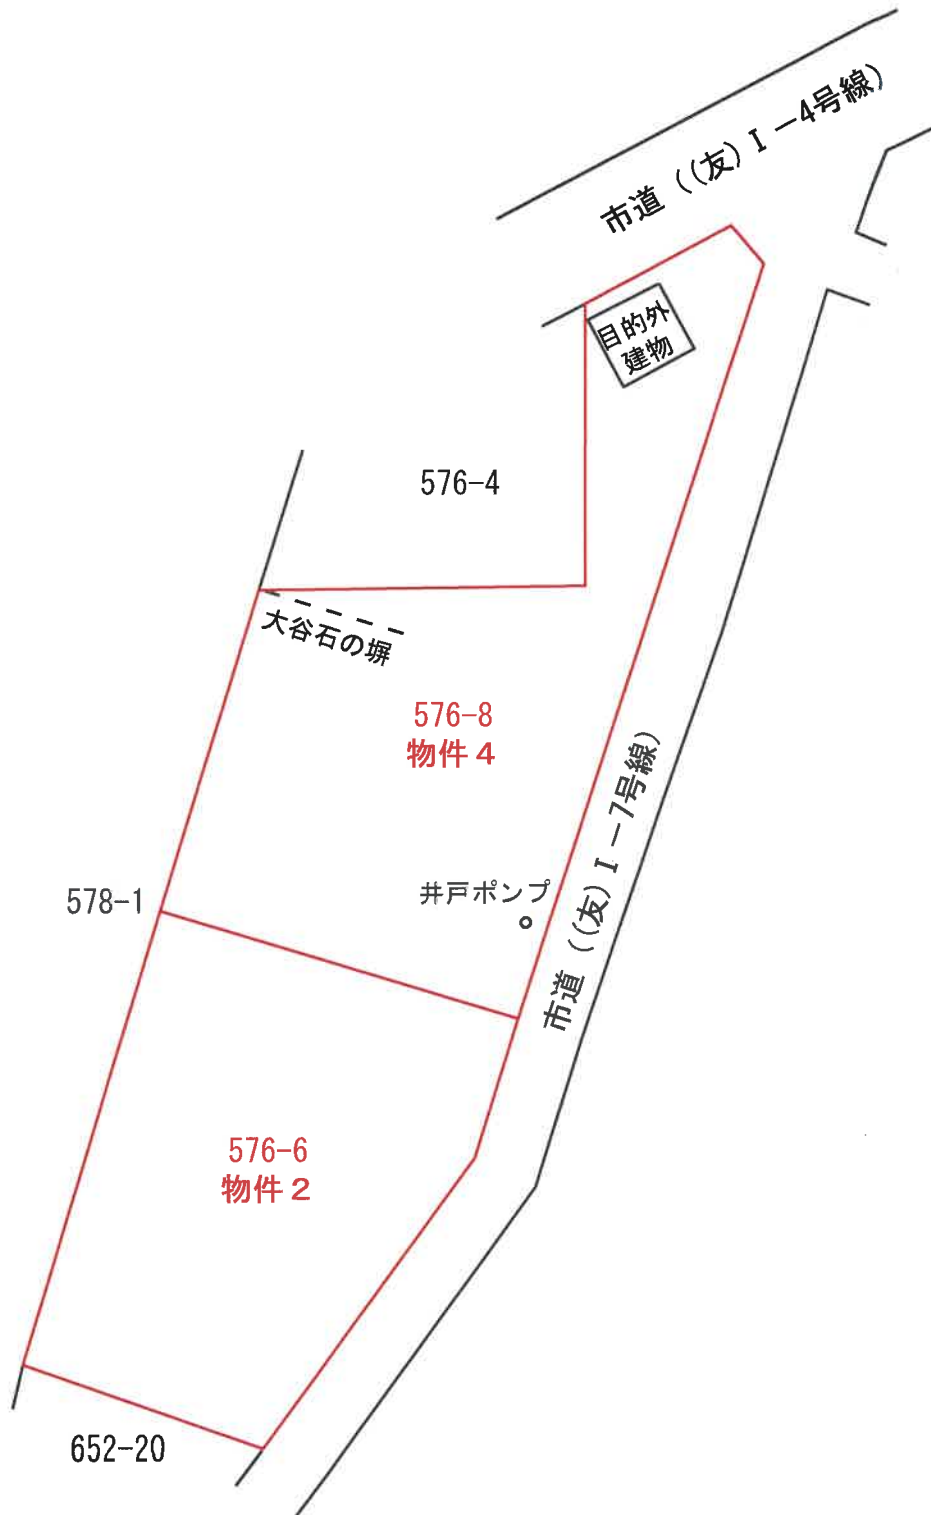 市道（(友)Ⅰ－4号線）
目的外
建物
576-4
大谷石の塀
576-8
物件４
市道（(友)Ⅰ－7号線）
井戸ポンプ
578-1
576-6
物件２
652-20